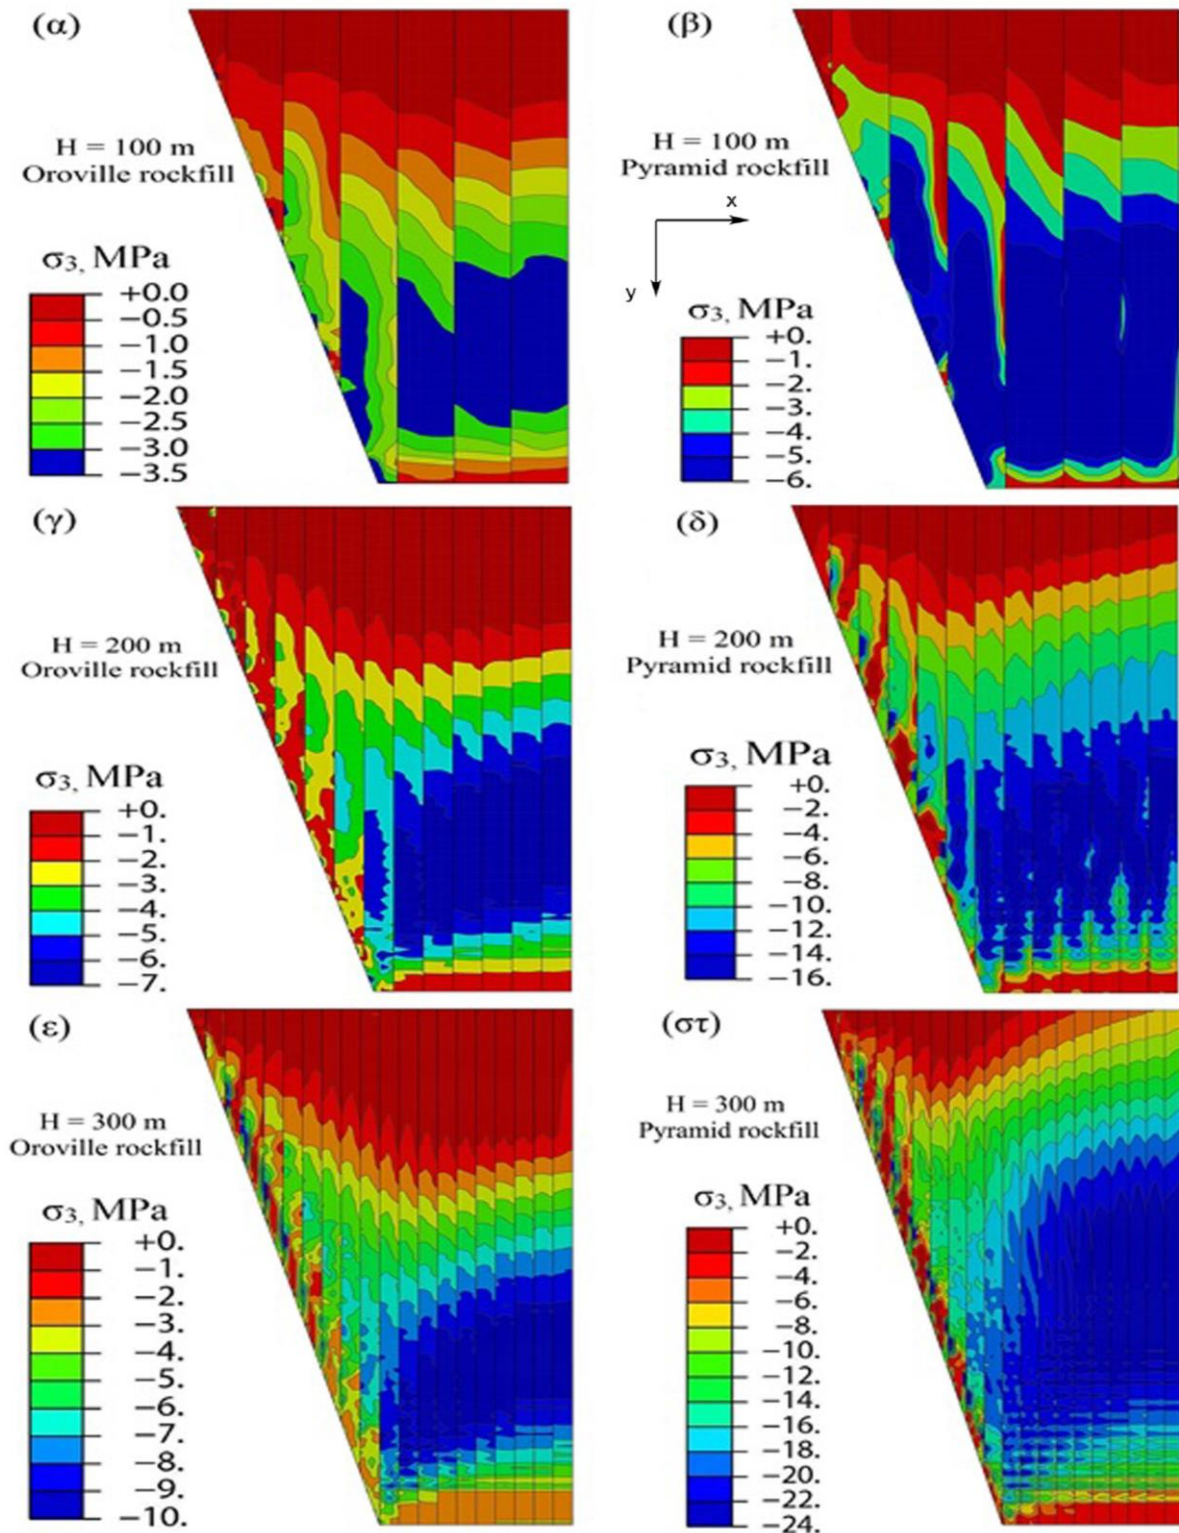 (α)
H = 100 m
Oroville rockfill
σ3, MPa
+0.0
−0.5
−1.0
−1.5
−2.0
−2.5
−3.0
−3.5
(β)
H = 100 m
Pyramid rockfill
x
y
σ3, MPa
+0.
−1.
−2.
−3.
−4.
−5.
−6.
(γ)
H = 200 m
Oroville rockfill
σ3, MPa
+0.
−1.
−2.
−3.
−4.
−5.
−6.
−7.
(δ)
H = 200 m
Pyramid rockfill
σ3, MPa
+0.
−2.
−4.
−6.
−8.
−10.
−12.
−14.
−16.
(ε)
H = 300 m
Oroville rockfill
σ3, MPa
+0.
−1.
−2.
−3.
−4.
−5.
−6.
−7.
−8.
−9.
−10.
(στ)
H = 300 m
Pyramid rockfill
σ3, MPa
+0.
−2.
−4.
−6.
−8.
−10.
−12.
−14.
−16.
−18.
−20.
−22.
−24.